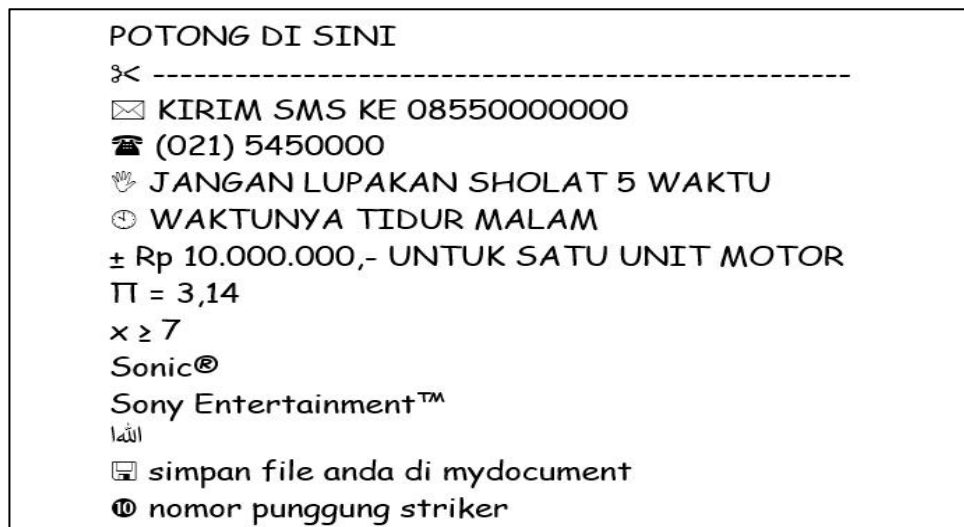 POTONG DI SINI
✂ --------------------------------------------------
✉ KIRIM SMS KE 08550000000
☎ (021) 5450000
🖑 JANGAN LUPAKAN SHOLAT 5 WAKTU
🕘 WAKTUNYA TIDUR MALAM
± Rp 10.000.000,- UNTUK SATU UNIT MOTOR
Π = 3,14
x ≥ 7
Sonic®
Sony Entertainment™
اللها
🖫 simpan file anda di mydocument
❿ nomor punggung striker